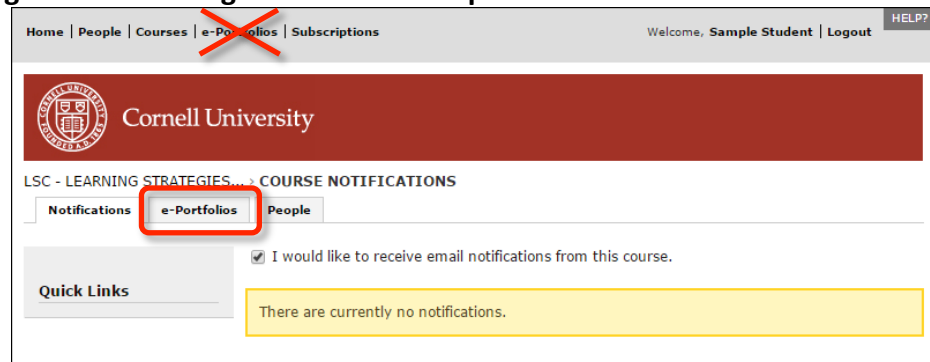 Home | People | Courses | e-Portfolios | Subscriptions
Welcome, Sample Student | Logout
HELP?
Cornell University
LSC - LEARNING STRATEGIES... › COURSE NOTIFICATIONS
Notifications e-Portfolios People
I would like to receive email notifications from this course.
Quick Links
There are currently no notifications.